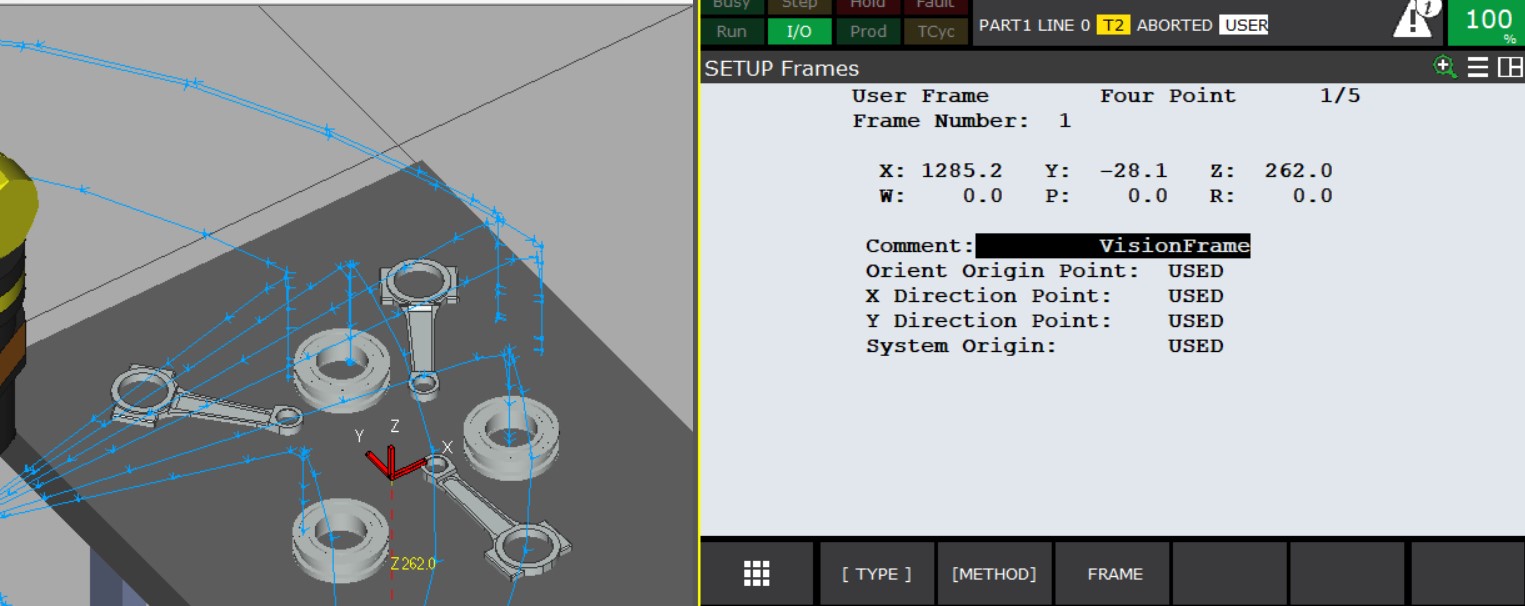 Busy Step Hold Fault
Run I/O Prod TCyc PART1 LINE 0 T2 ABORTED USER 100 %
SETUP Frames
User Frame Four Point 1/5
Frame Number: 1
X: 1285.2 Y: -28.1 Z: 262.0
W: 0.0 P: 0.0 R: 0.0
Comment: VisionFrame
Orient Origin Point: USED
X Direction Point: USED
Y Direction Point: USED
System Origin: USED
[ TYPE ] [METHOD] FRAME
Y Z X
Z262.0